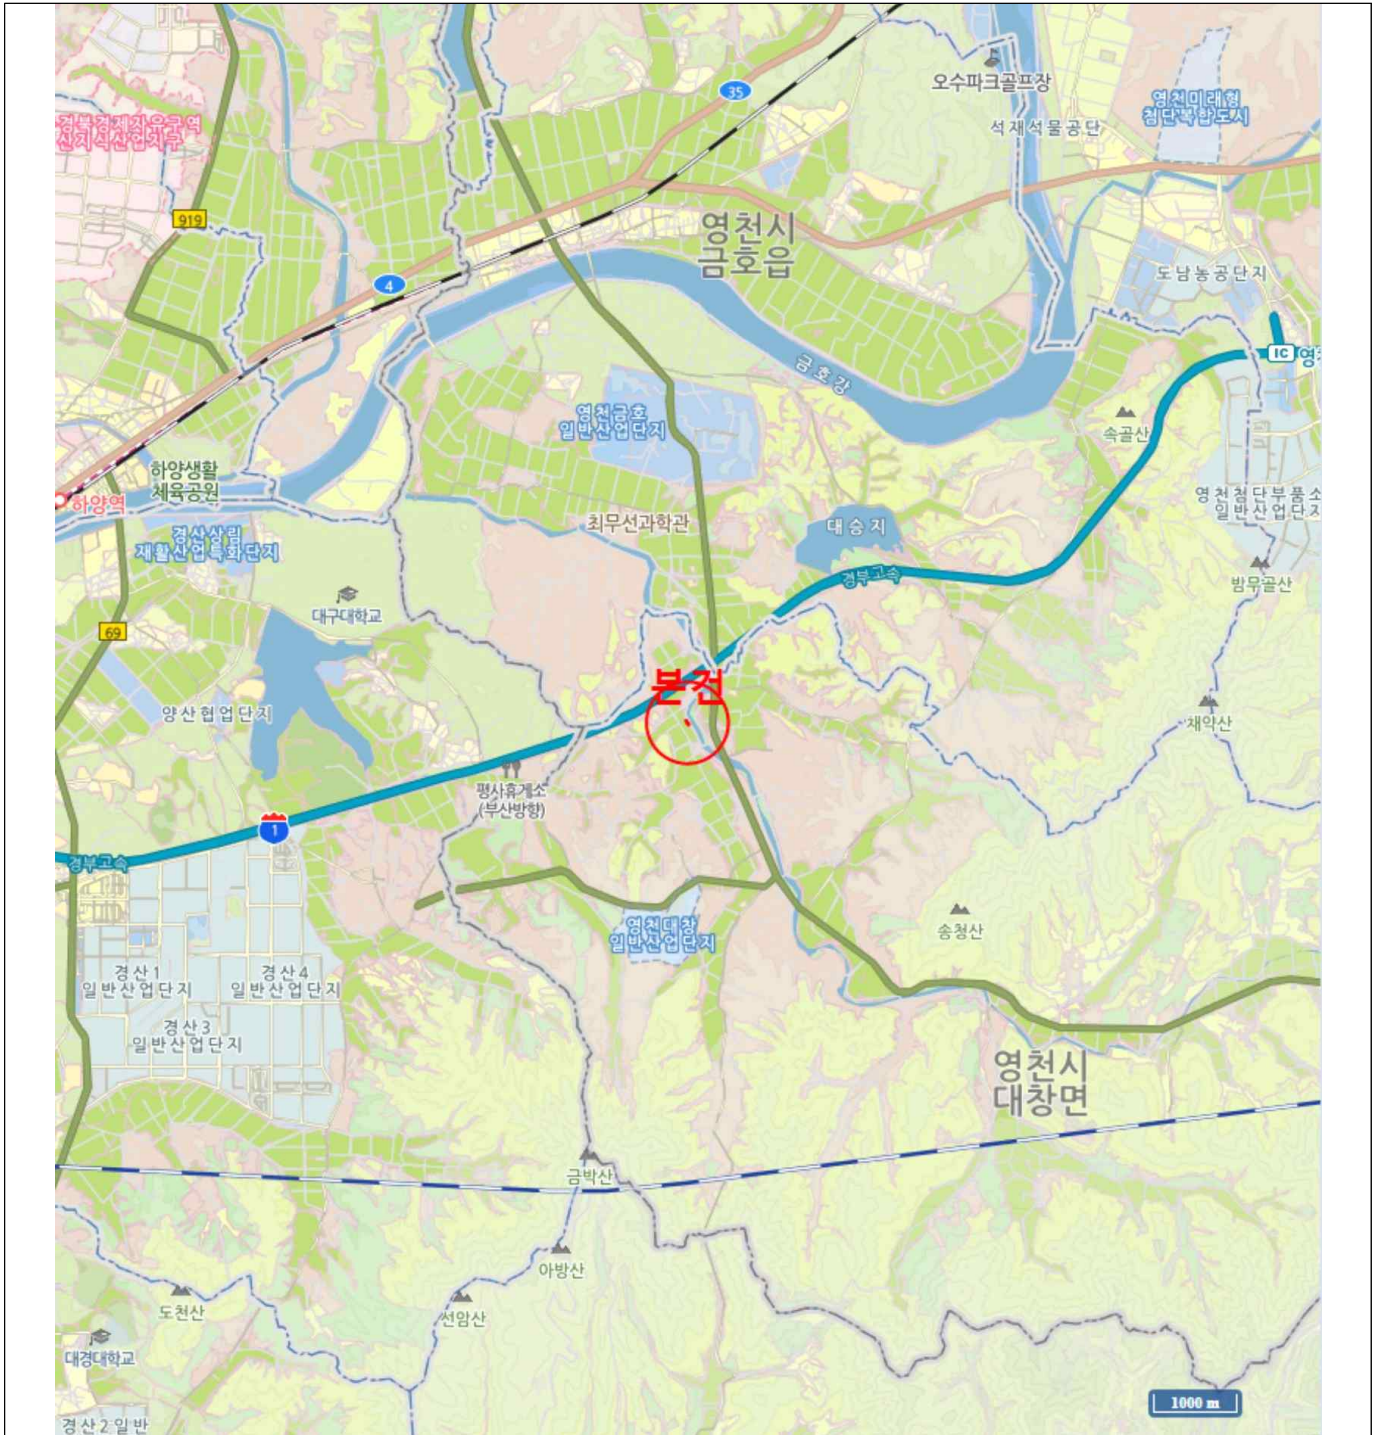 오수파크골프장
35
영천미래형
첨단복합도시
경북경제자유구역
석재석물공단
919
영천시
금호읍
도남농공단지
4
IC
금호강
영천금호
일반산업단지
속골산
하양생활
체육공원
하양역
영천첨단부품소
일반산업단지
최무선과학관
대승지
경산상림
재활산업특화단지
경부고속
밤무골산
대구대학교
69
본건
채약산
양산협업단지
평사휴게소
(부산방향)
1
경부고속
송청산
영천대창
일반산업단지
경산1
일반산업단지
경산4
일반산업단지
경산3
일반산업단지
영천시
대창면
금박산
아방산
도천산
선암산
대경대학교
1000 m
경산2일반